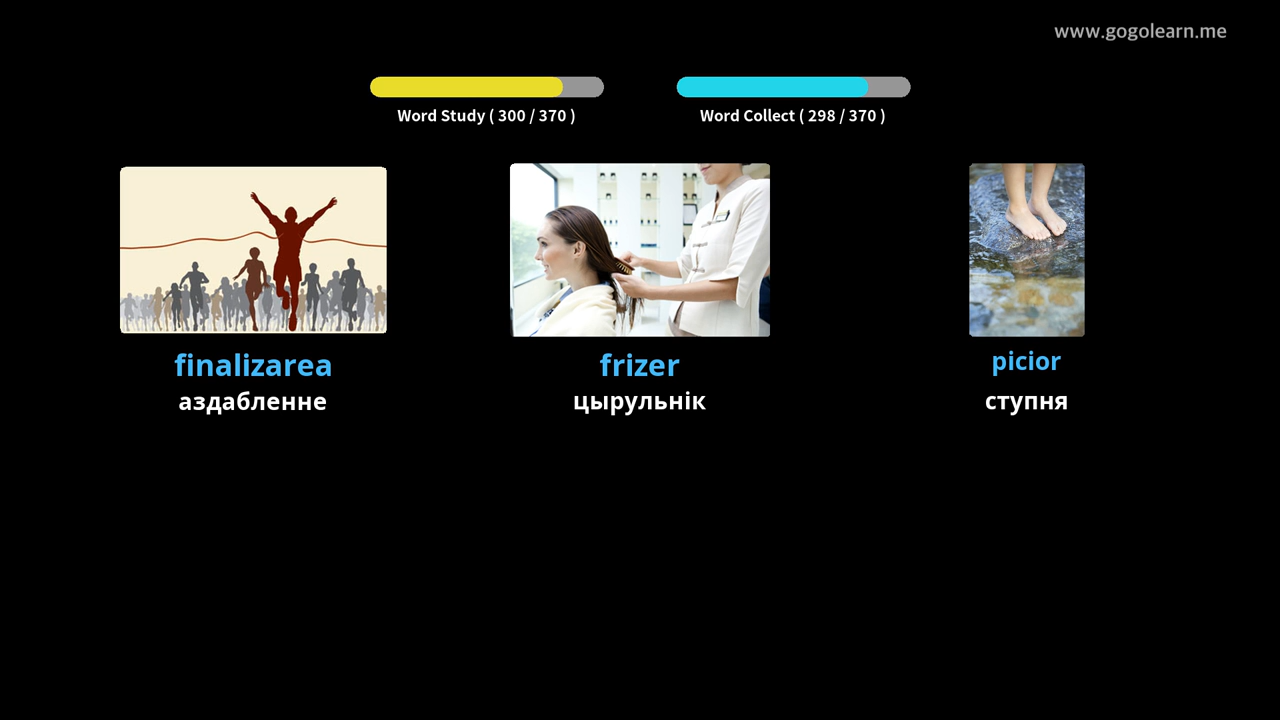 www.gogolearn.me
Word Study ( 300 / 370 )
Word Collect ( 298 / 370 )
finalizarea
аздабленне
frizer
цырульнік
picior
ступня